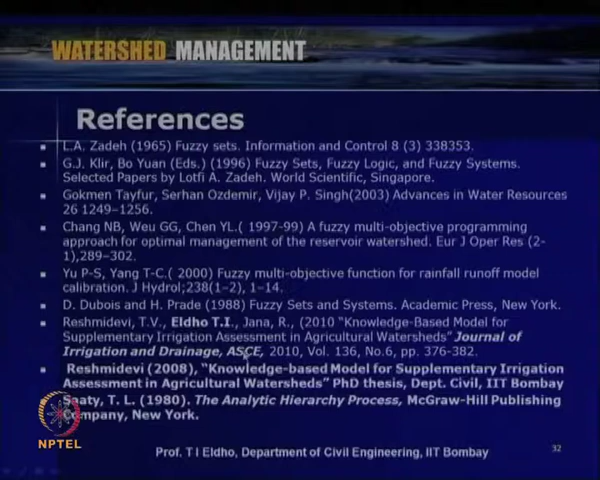 WATERSHED MANAGEMENT
References
L.A. Zadeh (1965) Fuzzy sets. Information and Control 8 (3) 338353.
G.J. Klir, Bo Yuan (Eds.) (1996) Fuzzy Sets, Fuzzy Logic, and Fuzzy Systems.
Selected Papers by Lotfi A. Zadeh. World Scientific, Singapore.
Gokmen Tayfur, Serhan Ozdemir, Vijay P. Singh(2003) Advances in Water Resources
26 1249–1256.
Chang NB, Weu GG, Chen YL.( 1997-99) A fuzzy multi-objective programming
approach for optimal management of the reservoir watershed. Eur J Oper Res (2-
1),289–302.
Yu P-S, Yang T-C.( 2000) Fuzzy multi-objective function for rainfall runoff model
calibration. J Hydrol;238(1–2), 1–14.
D. Dubois and H. Prade (1988) Fuzzy Sets and Systems. Academic Press, New York.
Reshmidevi, T.V., Eldho T.I., Jana, R., (2010 "Knowledge-Based Model for
Supplementary Irrigation Assessment in Agricultural Watersheds" Journal of
Irrigation and Drainage, ASCE, 2010, Vol. 136, No.6, pp. 376-382.
Reshmidevi (2008), "Knowledge-based Model for Supplementary Irrigation
Assessment in Agricultural Watersheds" PhD thesis, Dept. Civil, IIT Bombay
Saaty, T. L. (1980). The Analytic Hierarchy Process, McGraw-Hill Publishing
Company, New York.
NPTEL
Prof. T I Eldho, Department of Civil Engineering, IIT Bombay
32